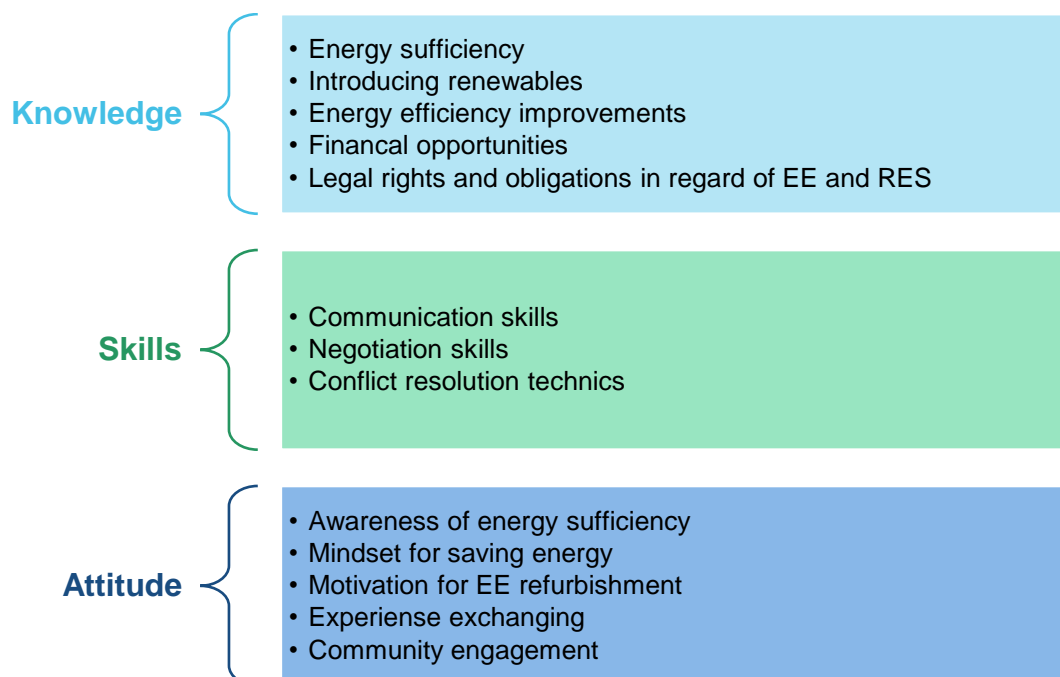 Knowledge
• Energy sufficiency
• Introducing renewables
• Energy efficiency improvements
• Financal opportunities
• Legal rights and obligations in regard of EE and RES
Skills
• Communication skills
• Negotiation skills
• Conflict resolution technics
Attitude
• Awareness of energy sufficiency
• Mindset for saving energy
• Motivation for EE refurbishment
• Experiense exchanging
• Community engagement